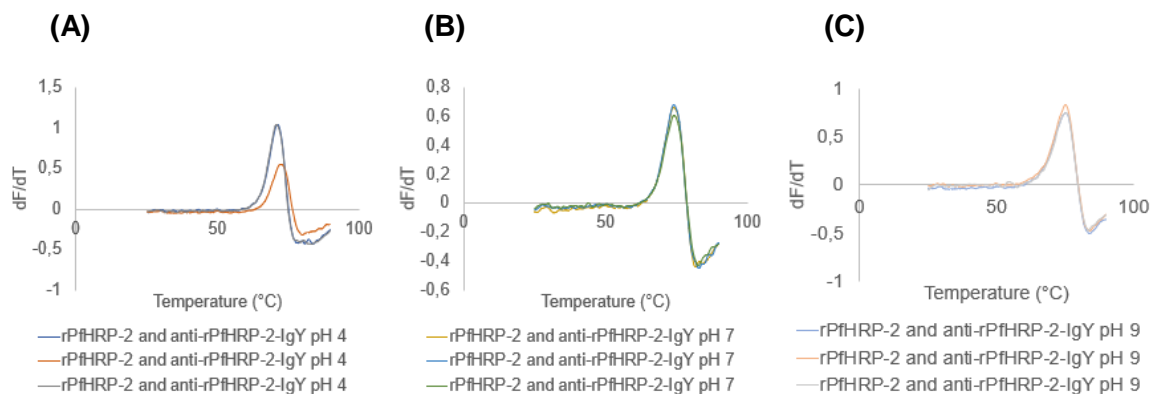 (A)
(B)
(C)
1,5
1
0,5
0
-0,5
-1
0
50
100
dF/dT
Temperature (°C)
rPfHRP-2 and anti-rPfHRP-2-IgY pH 4
rPfHRP-2 and anti-rPfHRP-2-IgY pH 4
rPfHRP-2 and anti-rPfHRP-2-IgY pH 4
0,8
0,6
0,4
0,2
0
-0,2
-0,4
-0,6
0
50
100
dF/dT
Temperature (°C)
rPfHRP-2 and anti-rPfHRP-2-IgY pH 7
rPfHRP-2 and anti-rPfHRP-2-IgY pH 7
rPfHRP-2 and anti-rPfHRP-2-IgY pH 7
1
0,5
0
-0,5
-1
0
50
100
dF/dT
Temperature (°C)
rPfHRP-2 and anti-rPfHRP-2-IgY pH 9
rPfHRP-2 and anti-rPfHRP-2-IgY pH 9
rPfHRP-2 and anti-rPfHRP-2-IgY pH 9